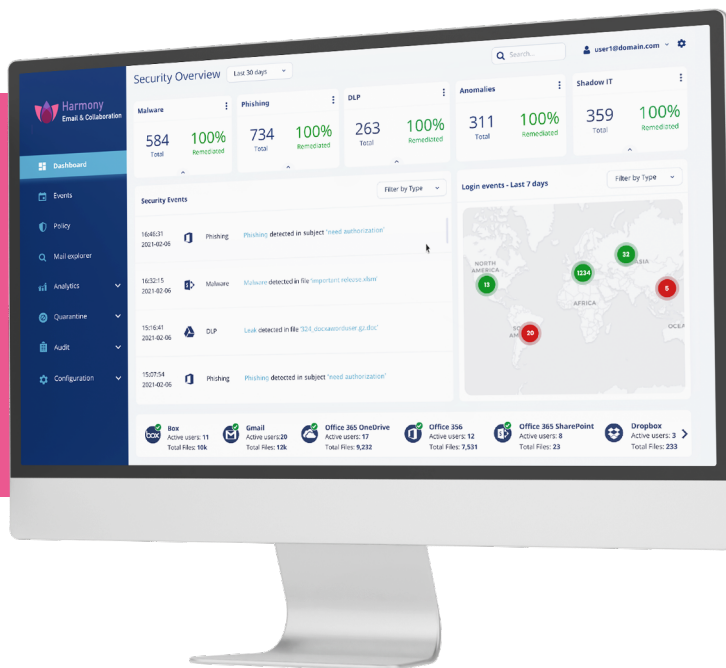 Harmony
Email & Collaboration
Dashboard
Events
Policy
Mail explorer
Analytics
Quarantine
Audit
Configuration
Security Overview
Last 30 days
Search...
user1@domain.com
Malware
584
Total
100%
Remediated
Phishing
734
Total
100%
Remediated
DLP
263
Total
100%
Remediated
Anomalies
311
Total
100%
Remediated
Shadow IT
359
Total
100%
Remediated
Security Events
Filter by Type
16:46:31
2021-02-06
Phishing
Phishing detected in subject 'need authorization'
16:32:15
2021-02-06
Malware
Malware detected in file 'important release.xlsm'
15:16:41
2021-02-06
DLP
Leak detected in file
15:07:54
2021-02-06
Phishing
Phishing detected in subject 'need authorization'
Login events - Last 7 days
Filter by Type
NORTH
AMERICA
13
1234
33
ASIA
6
AFRICA
20
OCEA
box
Box
Active users: 11
Total Files: 10k
Gmail
Active users:20
Total Files: 12k
Office 365 OneDrive
Active users: 17
Total Files: 9,232
Office 356
Active users: 12
Total Files: 7,531
Office 365 SharePoint
Active users: 8
Total Files: 23
Dropbox
Active users: 3
Total Files: 233